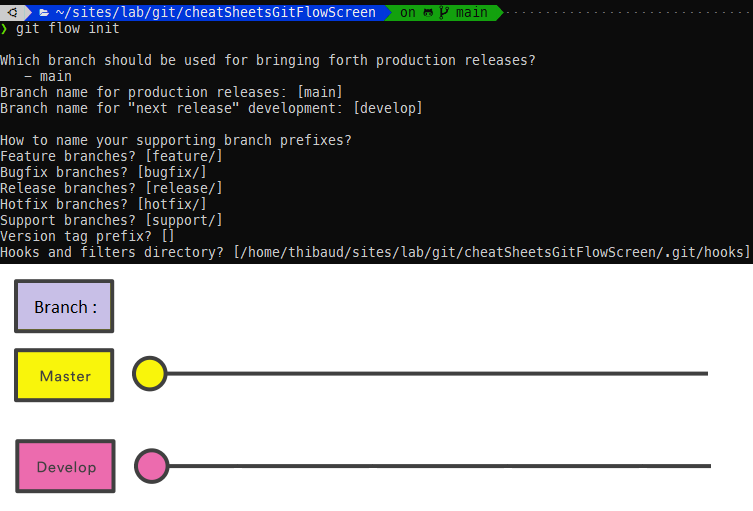 ~/sites/lab/git/cheatSheetsGitFlowScreen on main
❯ git flow init
Which branch should be used for bringing forth production releases?
- main
Branch name for production releases: [main]
Branch name for "next release" development: [develop]
How to name your supporting branch prefixes?
Feature branches? [feature/]
Bugfix branches? [bugfix/]
Release branches? [release/]
Hotfix branches? [hotfix/]
Support branches? [support/]
Version tag prefix? []
Hooks and filters directory? [/home/thibaud/sites/lab/git/cheatSheetsGitFlowScreen/.git/hooks]
Branch :
Master
Develop